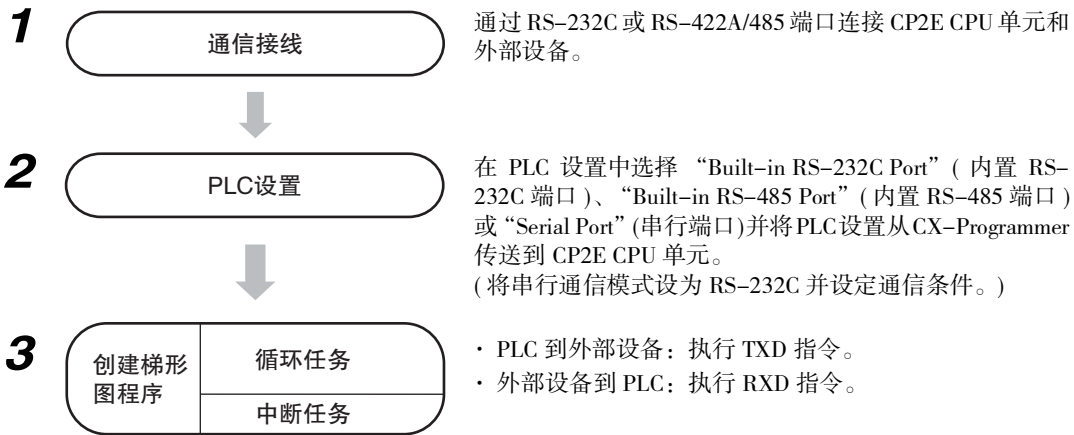 1
通信接线
通过 RS-232C 或 RS-422A/485 端口连接 CP2E CPU 单元和
外部设备。
2
PLC设置
在 PLC 设置中选择 “Built-in RS-232C Port” ( 内置 RS-
232C 端口 )、“Built-in RS-485 Port” ( 内置 RS-485 端口 )
或 “Serial Port” (串行端口)并将PLC设置从CX-Programmer
传送到 CP2E CPU 单元。
( 将串行通信模式设为 RS-232C 并设定通信条件。)
3
创建梯形
图程序
循环任务
中断任务
· PLC 到外部设备：执行 TXD 指令。
· 外部设备到 PLC：执行 RXD 指令。